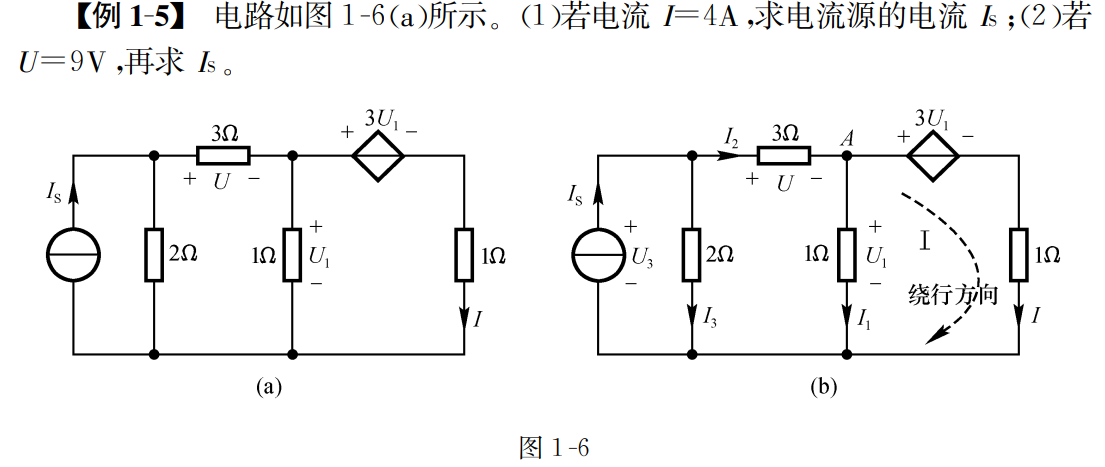 【例 1-5】 电路如图 1-6(a)所示。(1)若电流 I=4A,求电流源的电流 Is;(2)若
U=9V,再求 Is。
3Ω
+ 3U₁ -
+ U -
Is
2Ω
1Ω
+
U₁
-
1Ω
I
(a)
I₂
3Ω
A
+ 3U₁ -
+ U -
Is
+
U₃
-
2Ω
I₃
1Ω
+
U₁
-
I₁
I
绕行方向
1Ω
I
(b)
图 1-6